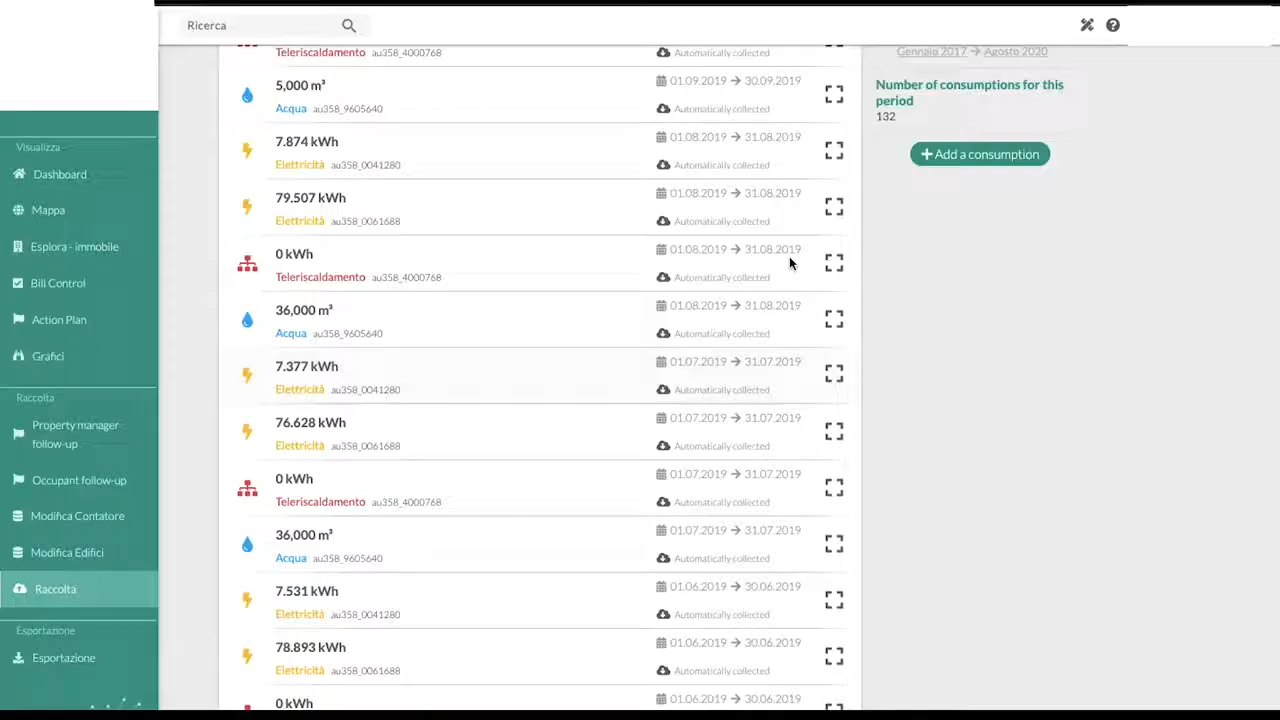 Ricerca
Visualizza
Dashboard
Mappa
Esplora - immobile
Bill Control
Action Plan
Grafici
Raccolta
Property manager
follow-up
Occupant follow-up
Modifica Contatore
Modifica Edifici
Raccolta
Esportazione
Esportazione
Teleriscaldamento au358_4000768
Automatically collected
5,000 m³
01.09.2019 → 30.09.2019
Acqua au358_9605640
Automatically collected
7.874 kWh
01.08.2019 → 31.08.2019
Elettricità au358_0041280
Automatically collected
79.507 kWh
01.08.2019 → 31.08.2019
Elettricità au358_0061688
Automatically collected
0 kWh
01.08.2019 → 31.08.2019
Teleriscaldamento au358_4000768
Automatically collected
36,000 m³
01.08.2019 → 31.08.2019
Acqua au358_9605640
Automatically collected
7.377 kWh
01.07.2019 → 31.07.2019
Elettricità au358_0041280
Automatically collected
76.628 kWh
01.07.2019 → 31.07.2019
Elettricità au358_0061688
Automatically collected
0 kWh
01.07.2019 → 31.07.2019
Teleriscaldamento au358_4000768
Automatically collected
36,000 m³
01.07.2019 → 31.07.2019
Acqua au358_9605640
Automatically collected
7.531 kWh
01.06.2019 → 30.06.2019
Elettricità au358_0041280
Automatically collected
78.893 kWh
01.06.2019 → 30.06.2019
Elettricità au358_0061688
Automatically collected
0 kWh
01.06.2019 → 30.06.2019
Gennaio 2017 → Agosto 2020
Number of consumptions for this
period
132
+ Add a consumption